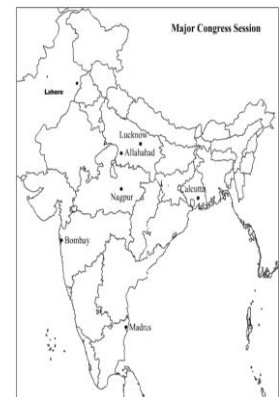 Major Congress Session
Lahore
Lucknow
Allahabad
Nagpur
Calcutta
Bombay
Madras